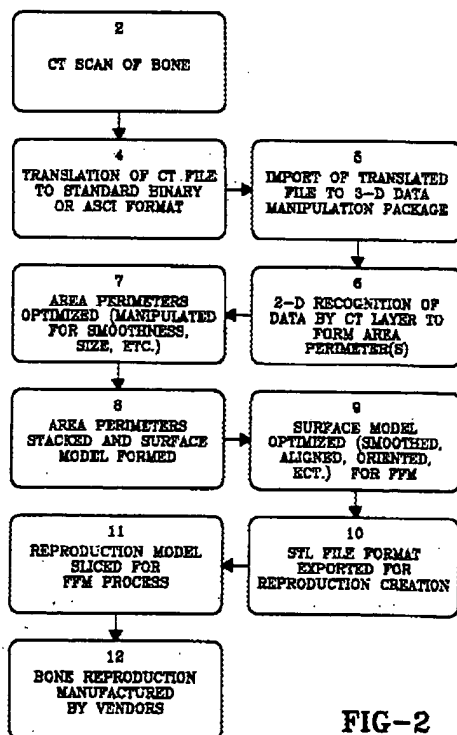 2
CT SCAN OF BONE
4
TRANSLATION OF CT FILE
TO STANDARD BINARY
OR ASCI FORMAT
5
IMPORT OF TRANSLATED
FILE TO 3-D DATA
MANIPULATION PACKAGE
6
2-D RECOGNITION OF
DATA BY CT LAYER TO
FORM AREA
PERIMETER(S)
7
AREA PERIMETERS
OPTIMIZED (MANIPULATED
FOR SMOOTHNESS,
SIZE, ETC.)
8
AREA PERIMETERS
STACKED AND SURFACE
MODEL FORMED
9
SURFACE MODEL
OPTIMIZED (SMOOTHED,
ALIGNED, ORIENTED,
ECT.) FOR FFM
10
STL FILE FORMAT
EXPORTED FOR
REPRODUCTION CREATION
11
REPRODUCTION MODEL
SLICED FOR
FFM PROCESS
12
BONE REPRODUCTION
MANUFACTURED
BY VENDORS
FIG-2